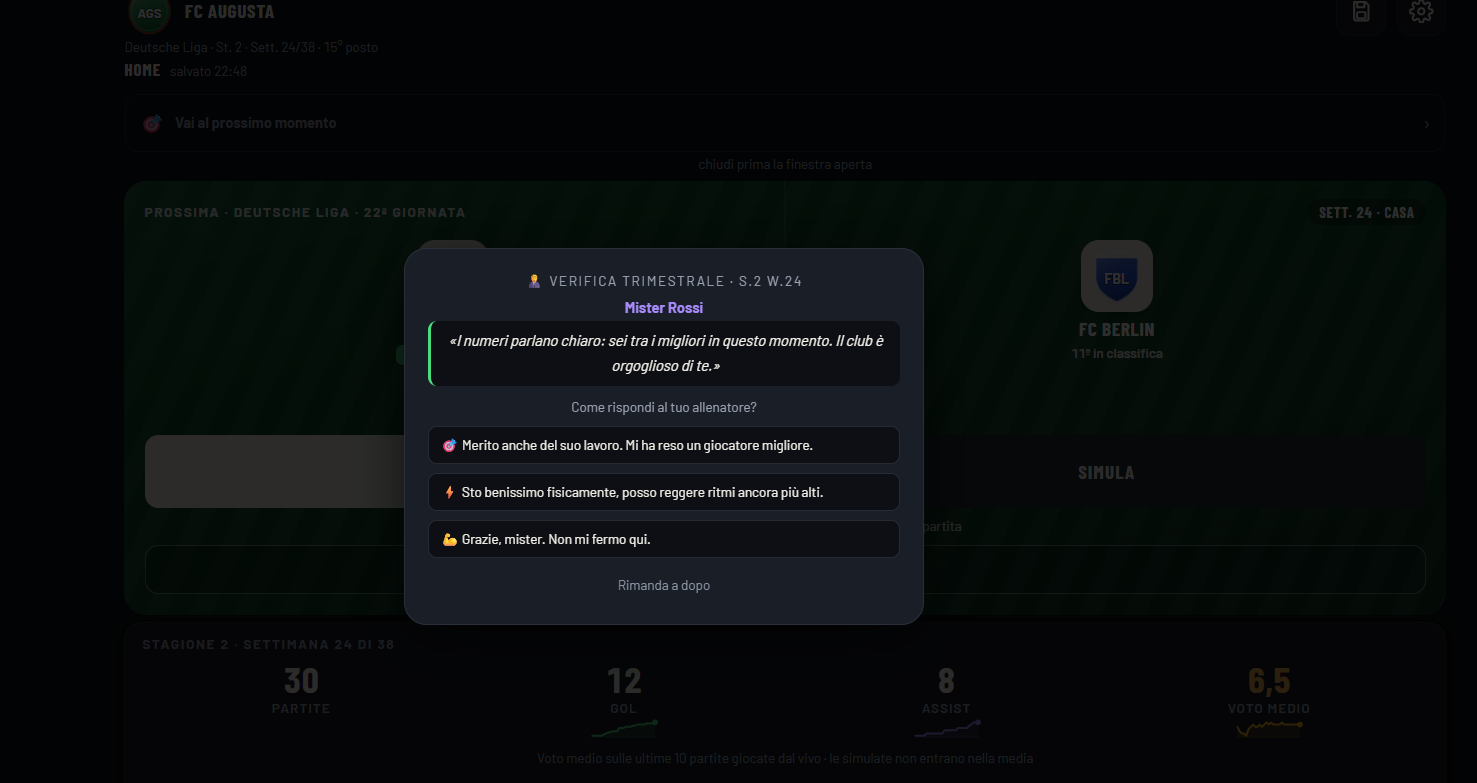 AGS FC AUGUSTA
Deutsche Liga · St. 2 · Sett. 24/38 · 15° posto
HOME salvato 22:48
Vai al prossimo momento
chiudi prima la finestra aperta
PROSSIMA · DEUTSCHE LIGA · 22ª GIORNATA
SETT. 24 · CASA
FBL
FC BERLIN
11ª in classifica
VERIFICA TRIMESTRALE · S.2 W.24
Mister Rossi
«I numeri parlano chiaro: sei tra i migliori in questo momento. Il club è
orgoglioso di te.»
Come rispondi al tuo allenatore?
Merito anche del suo lavoro. Mi ha reso un giocatore migliore.
Sto benissimo fisicamente, posso reggere ritmi ancora più alti.
Grazie, mister. Non mi fermo qui.
Rimanda a dopo
SIMULA
partita
STAGIONE 2 · SETTIMANA 24 DI 38
30
PARTITE
12
GOL
8
ASSIST
6,5
VOTO MEDIO
Voto medio sulle ultime 10 partite giocate dal vivo · le simulate non entrano nella media